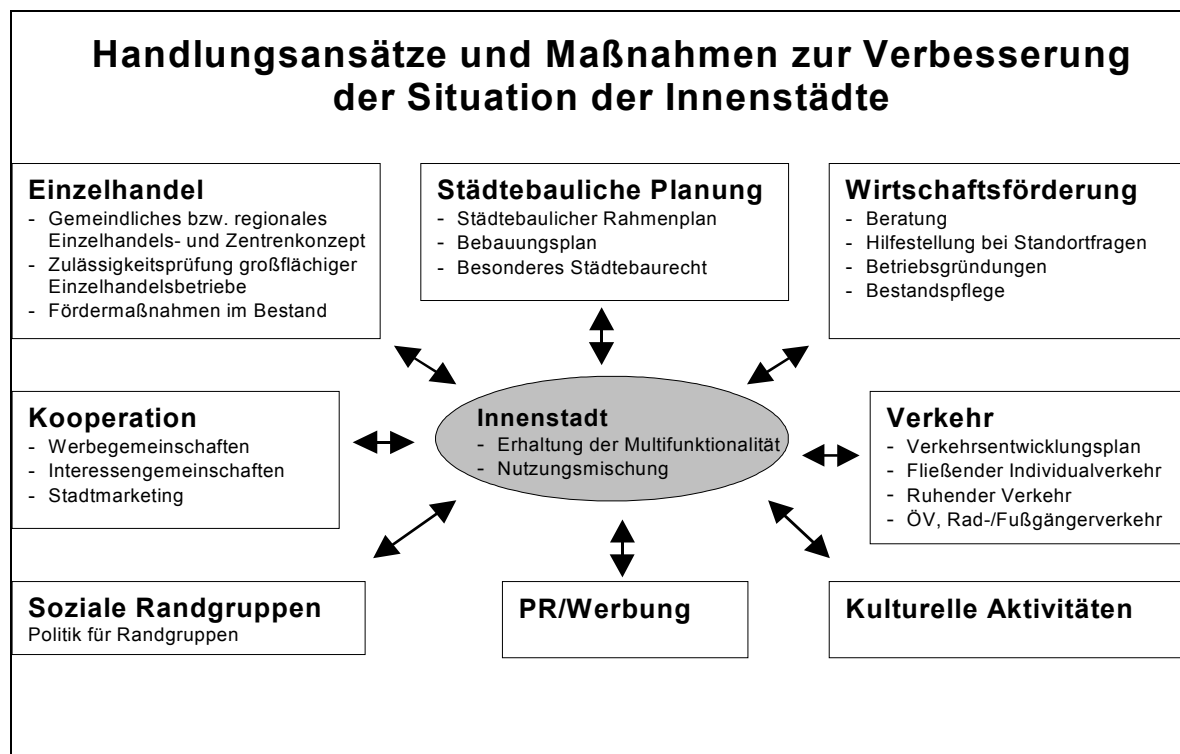 Handlungsansätze und Maßnahmen zur Verbesserung
der Situation der Innenstädte
Einzelhandel
- Gemeindliches bzw. regionales
Einzelhandels- und Zentrenkonzept
- Zulässigkeitsprüfung großflächiger
Einzelhandelsbetriebe
- Fördermaßnahmen im Bestand
Städtebauliche Planung
- Städtebaulicher Rahmenplan
- Bebauungsplan
- Besonderes Städtebaurecht
Wirtschaftsförderung
- Beratung
- Hilfestellung bei Standortfragen
- Betriebsgründungen
- Bestandspflege
Kooperation
- Werbegemeinschaften
- Interessengemeinschaften
- Stadtmarketing
Innenstadt
- Erhaltung der Multifunktionalität
- Nutzungsmischung
Verkehr
- Verkehrsentwicklungsplan
- Fließender Individualverkehr
- Ruhender Verkehr
- ÖV, Rad-/Fußgängerverkehr
Soziale Randgruppen
Politik für Randgruppen
PR/Werbung
Kulturelle Aktivitäten